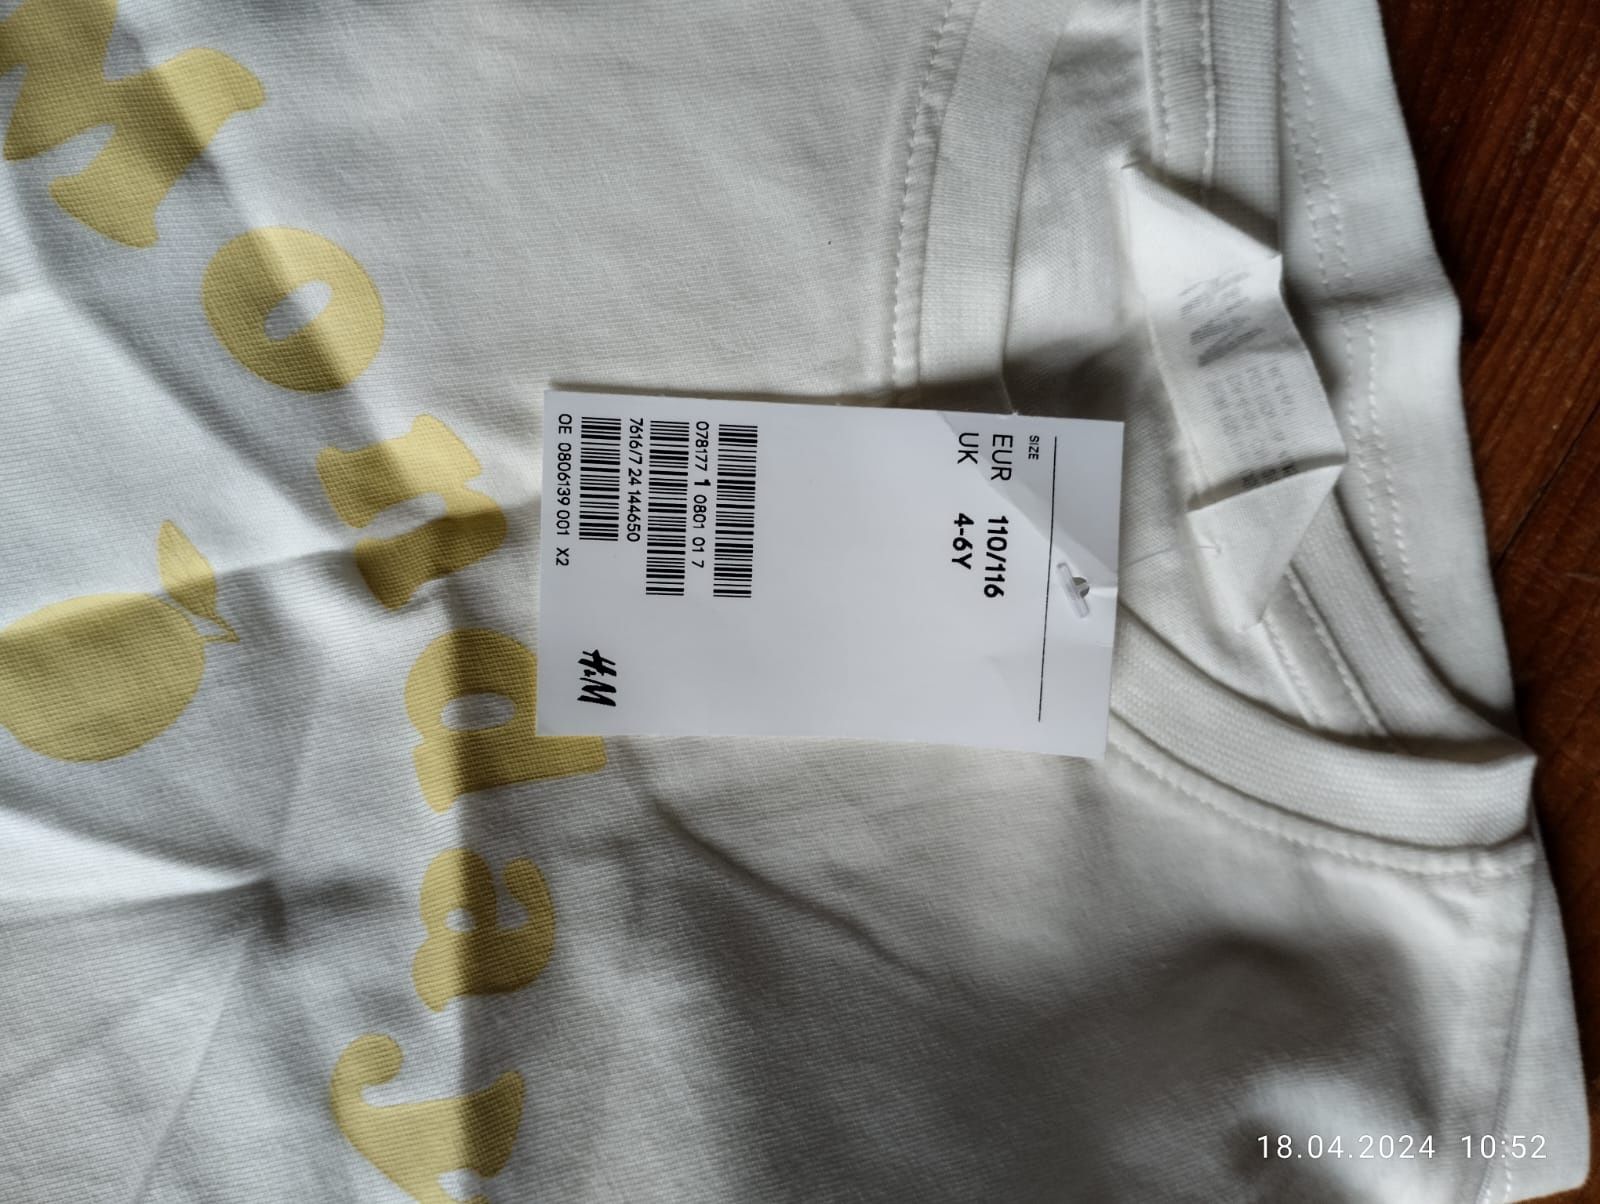 Monday
SIZE
EUR 110/116
UK 4-6Y
078177 1 0801 01 7
7616/7 24 144650
OE 0806139 001 X2
H&M
18.04.2024 10:52